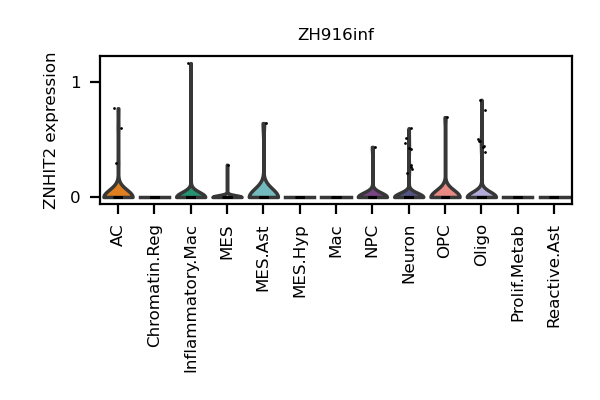 ZH916inf
ZNHIT2 expression
1
0
AC
Chromatin.Reg
Inflammatory.Mac
MES
MES.Ast
MES.Hyp
Mac
NPC
Neuron
OPC
Oligo
Prolif.Metab
Reactive.Ast